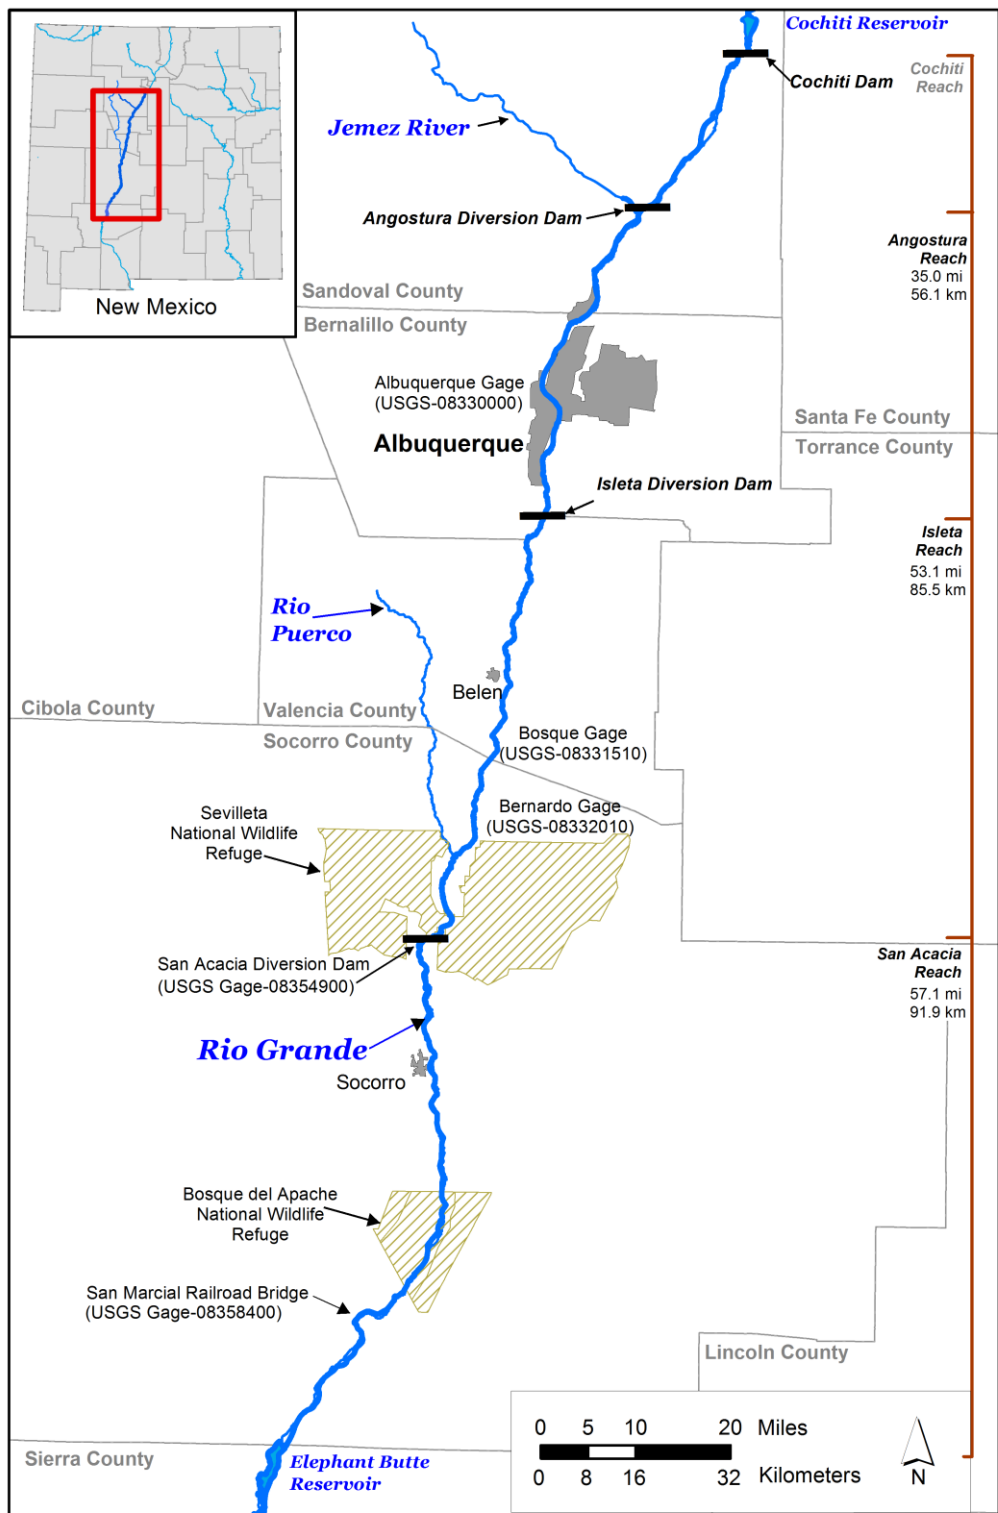 Cochiti Reservoir
Cochiti Dam
Cochiti
Reach
Jemez River
New Mexico
Angostura Diversion Dam
Angostura
Reach
35.0 mi
56.1 km
Sandoval County
Bernalillo County
Albuquerque Gage
(USGS-08330000)
Albuquerque
Santa Fe County
Torrance County
Isleta Diversion Dam
Isleta
Reach
53.1 mi
85.5 km
Rio
Puerco
Belen
Cibola County
Valencia County
Socorro County
Bosque Gage
(USGS-08331510)
Bernardo Gage
(USGS-08332010)
Sevilleta
National Wildlife
Refuge
San Acacia Diversion Dam
(USGS Gage-08354900)
San Acacia
Reach
57.1 mi
91.9 km
Rio Grande
Socorro
Bosque del Apache
National Wildlife
Refuge
San Marcial Railroad Bridge
(USGS Gage-08358400)
Lincoln County
Sierra County
Elephant Butte
Reservoir
0 5 10 20 Miles
0 8 16 32 Kilometers
N